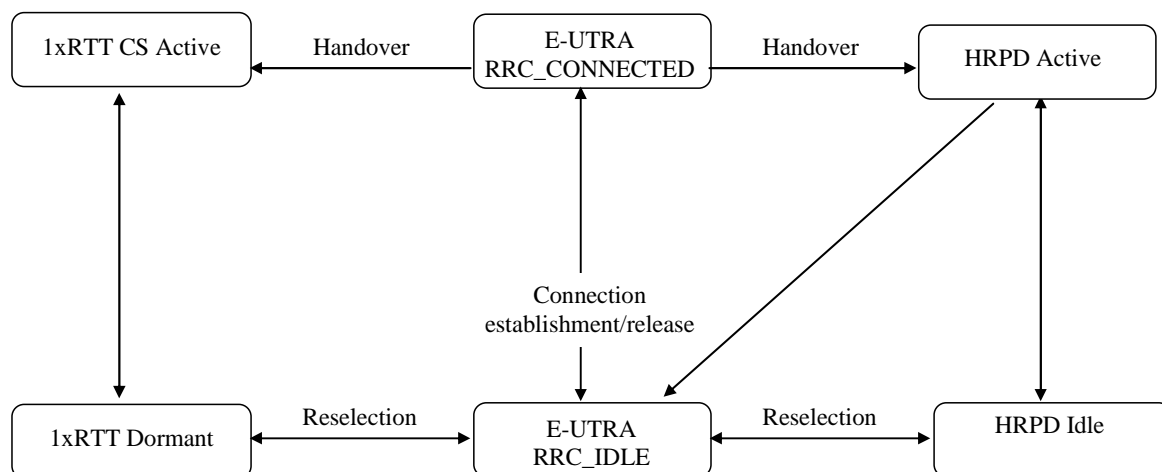 1xRTT CS Active
Handover
E-UTRA
RRC_CONNECTED
Handover
HRPD Active
Connection
establishment/release
1xRTT Dormant
Reselection
E-UTRA
RRC_IDLE
Reselection
HRPD Idle